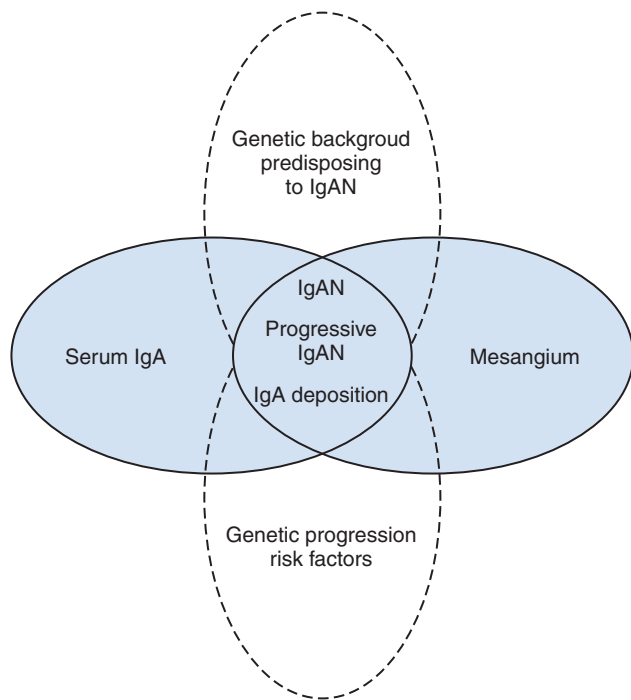 Genetic backgroud
predisposing
to IgAN
IgAN
Progressive
IgAN
Serum IgA
Mesangium
IgA deposition
Genetic progression
risk factors